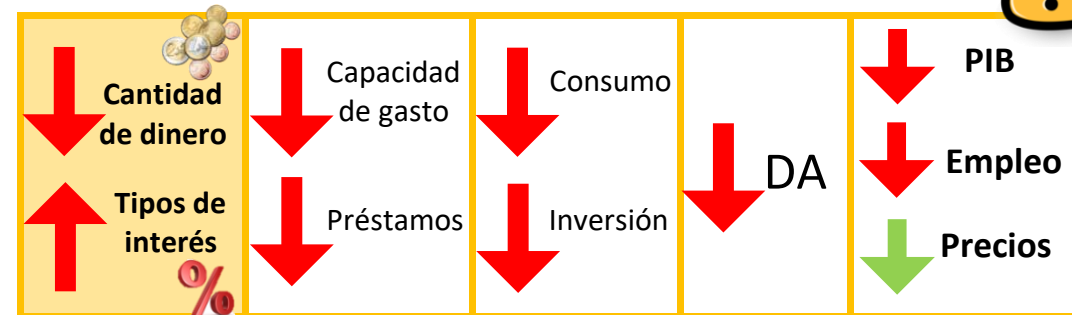 Cantidad
de dinero
Tipos de
interés
%
Capacidad
de gasto
Préstamos
Consumo
Inversión
DA
PIB
Empleo
Precios